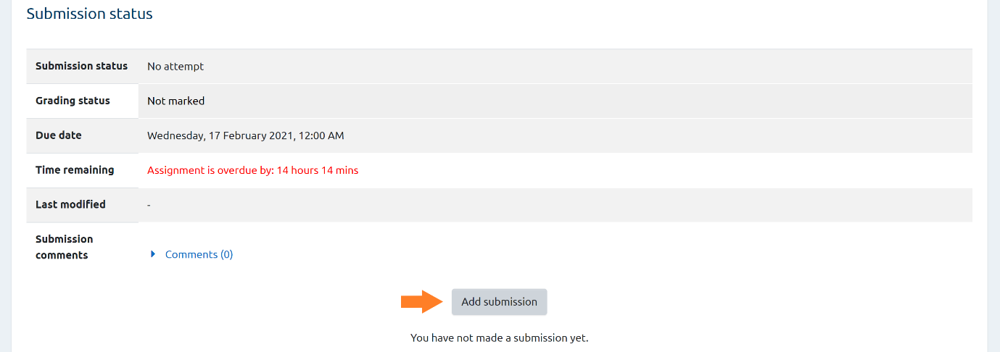 Submission status
Submission status No attempt
Grading status Not marked
Due date Wednesday, 17 February 2021, 12:00 AM
Time remaining Assignment is overdue by: 14 hours 14 mins
Last modified -
Submission
comments
Comments (0)
Add submission
You have not made a submission yet.